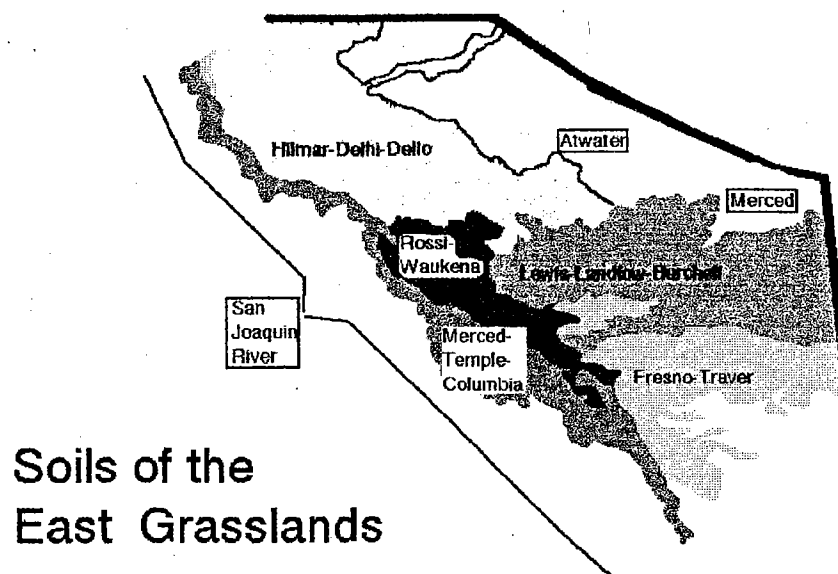 Hilmar-Delhi-Dello
Atwater
Merced
Rossi-
Waukena
Lewis-Landlow-Burchell
San
Joaquin
River
Merced-
Temple-
Columbia
Fresno-Traver
Soils of the
East Grasslands